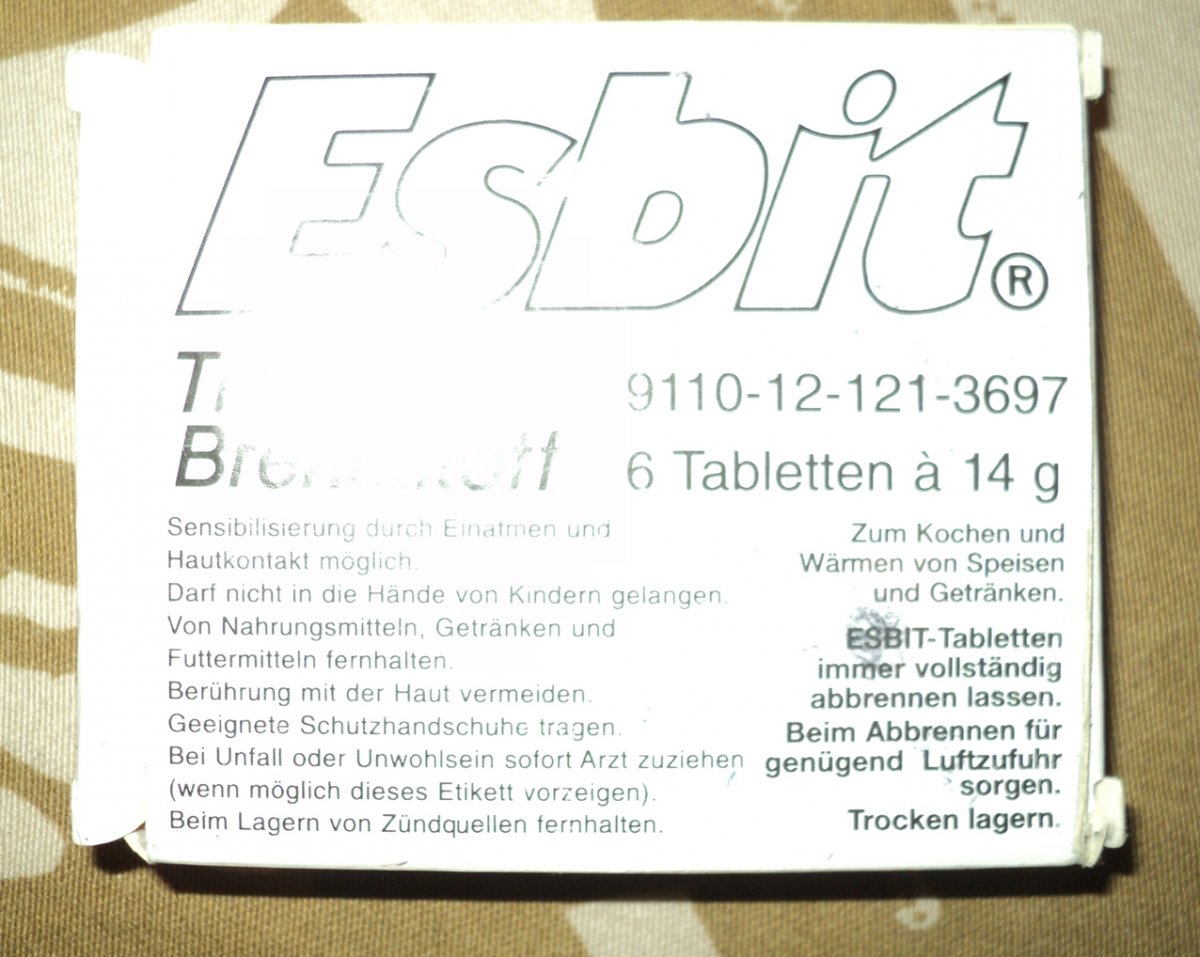 Esbit®
9110-12-121-3697
6 Tabletten à 14 g
Sensibilisierung durch Einatmen und
Hautkontakt möglich.
Darf nicht in die Hände von Kindern gelangen.
Von Nahrungsmitteln, Getränken und
Futtermitteln fernhalten.
Berührung mit der Haut vermeiden.
Geeignete Schutzhandschuhe tragen.
Bei Unfall oder Unwohlsein sofort Arzt zuziehen
(wenn möglich dieses Etikett vorzeigen).
Beim Lagern von Zündquellen fernhalten.
Zum Kochen und
Wärmen von Speisen
und Getränken.
ESBIT-Tabletten
immer vollständig
abbrennen lassen.
Beim Abbrennen für
genügend Luftzufuhr
sorgen.
Trocken lagern.